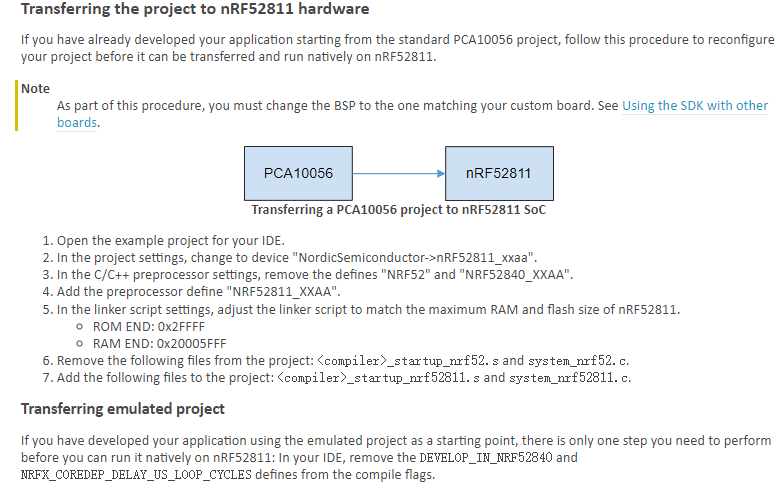 Transferring the project to nRF52811 hardware
If you have already developed your application starting from the standard PCA10056 project, follow this procedure to reconfigure
your project before it can be transferred and run natively on nRF52811.
Note
As part of this procedure, you must change the BSP to the one matching your custom board. See Using the SDK with other
boards.
PCA10056
nRF52811
Transferring a PCA10056 project to nRF52811 SoC
1. Open the example project for your IDE.
2. In the project settings, change to device "NordicSemiconductor->nRF52811_xxaa".
3. In the C/C++ preprocessor settings, remove the defines "NRF52" and "NRF52840_XXAA".
4. Add the preprocessor define "NRF52811_XXAA".
5. In the linker script settings, adjust the linker script to match the maximum RAM and flash size of nRF52811.
ROM END: 0x2FFFF
RAM END: 0x20005FFF
6. Remove the following files from the project: <compiler>_startup_nrf52.s and system_nrf52.c.
7. Add the following files to the project: <compiler>_startup_nrf52811.s and system_nrf52811.c.
Transferring emulated project
If you have developed your application using the emulated project as a starting point, there is only one step you need to perform
before you can run it natively on nRF52811: In your IDE, remove the DEVELOP_IN_NRF52840 and
NRFX_COREDEP_DELAY_US_LOOP_CYCLES defines from the compile flags.